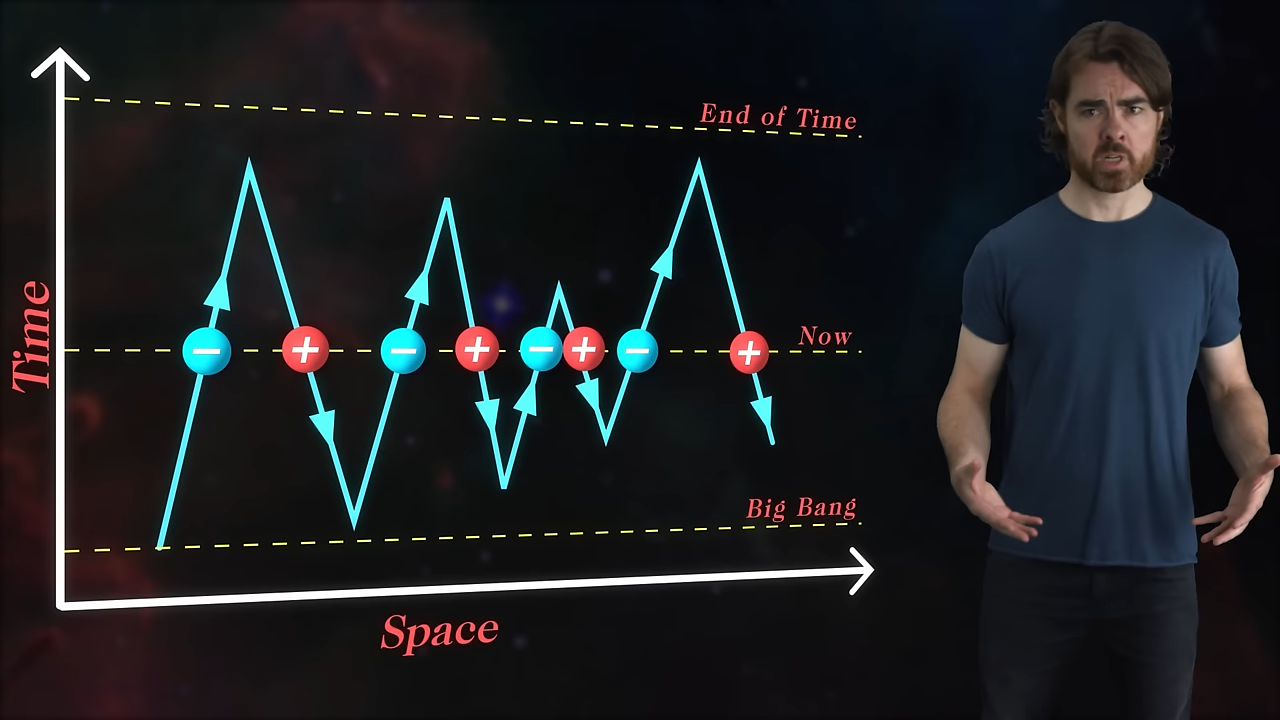 End of Time
Time
Now
− + − + − + − +
Big Bang
Space